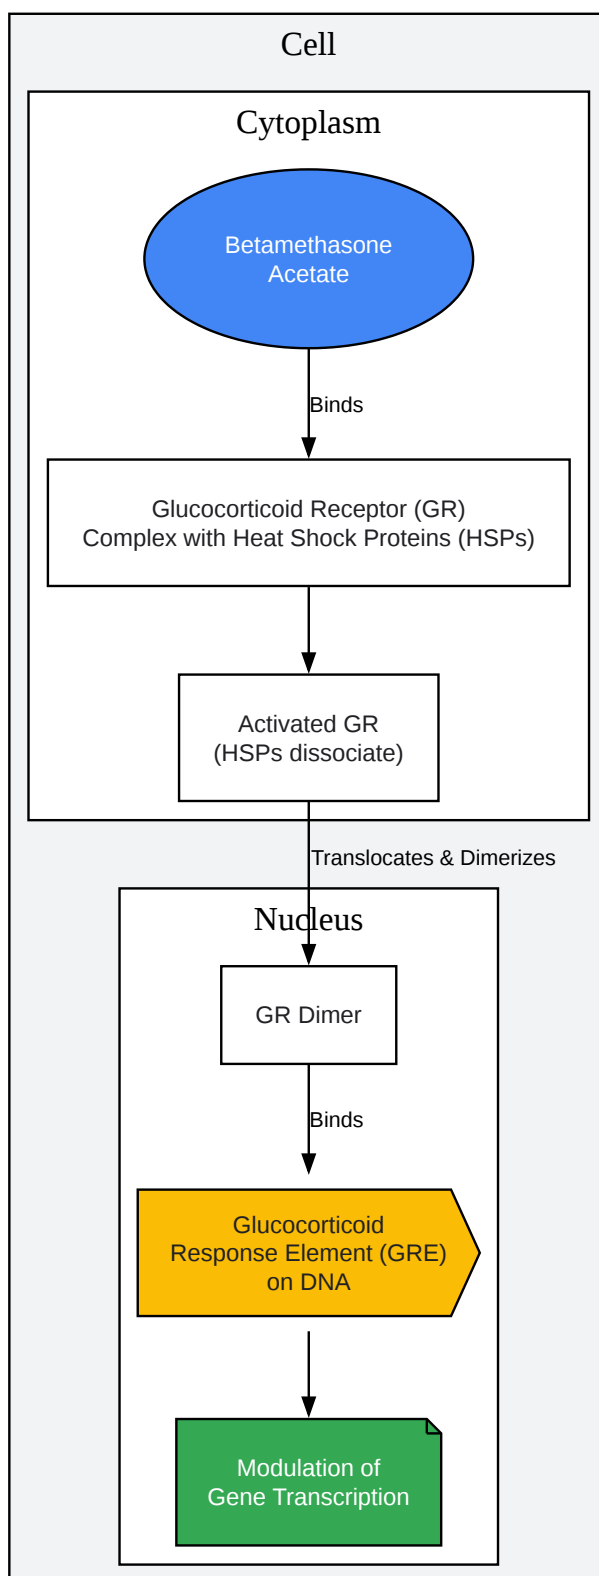 Cell
Cytoplasm
Betamethasone
Acetate
Binds
Glucocorticoid Receptor (GR)
Complex with Heat Shock Proteins (HSPs)
Activated GR
(HSPs dissociate)
Translocates & Dimerizes
Nucleus
GR Dimer
Binds
Glucocorticoid
Response Element (GRE)
on DNA
Modulation of
Gene Transcription